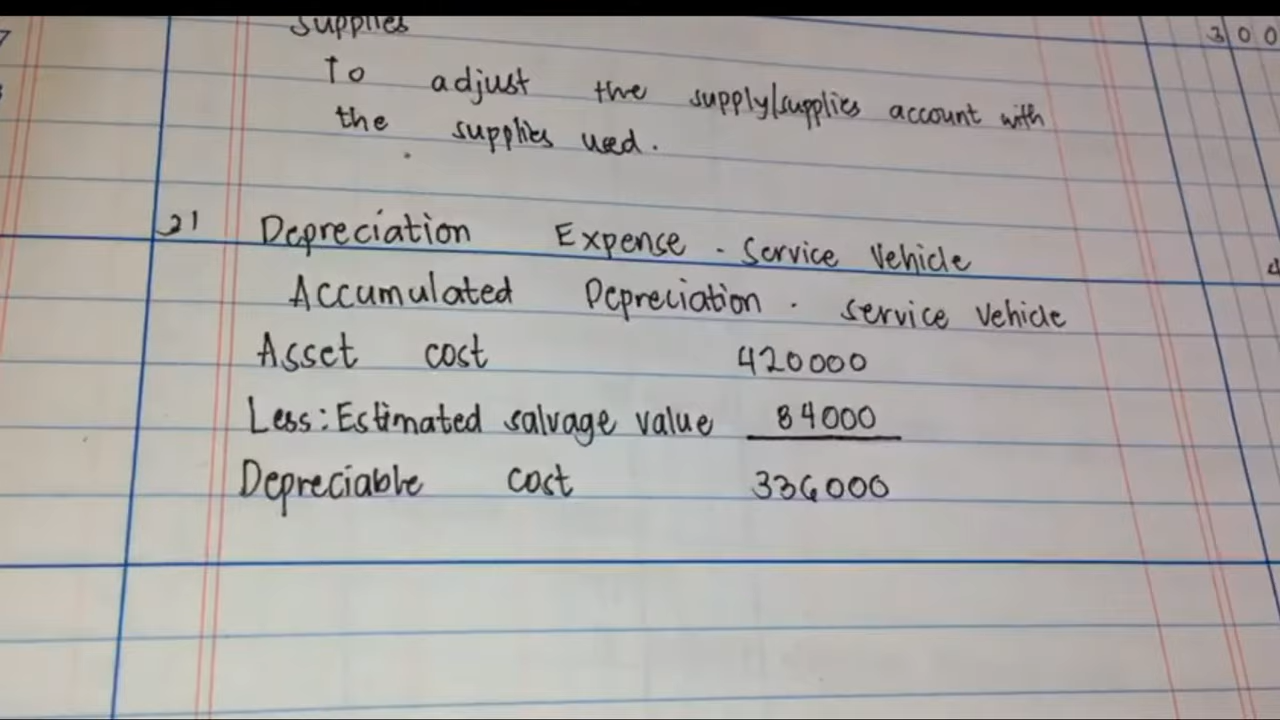 Supplies
300
To adjust the supply/supplies account with
the supplies used.
21 Depreciation Expense - Service Vehicle
Accumulated Depreciation - Service Vehicle
Asset cost 420000
Less: Estimated salvage value 84000
Depreciable cost 336000